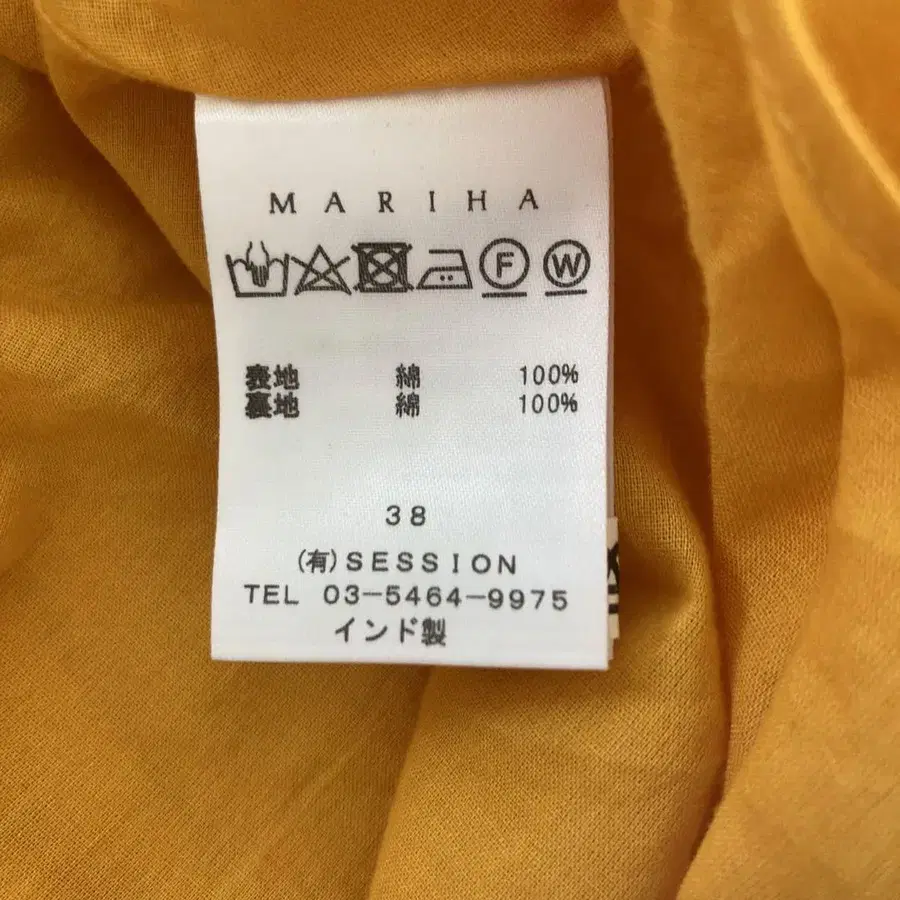 MARIHA
F W
表地 綿 100%
裏地 綿 100%
38
(有)SESSION
TEL 03-5464-9975
インド製